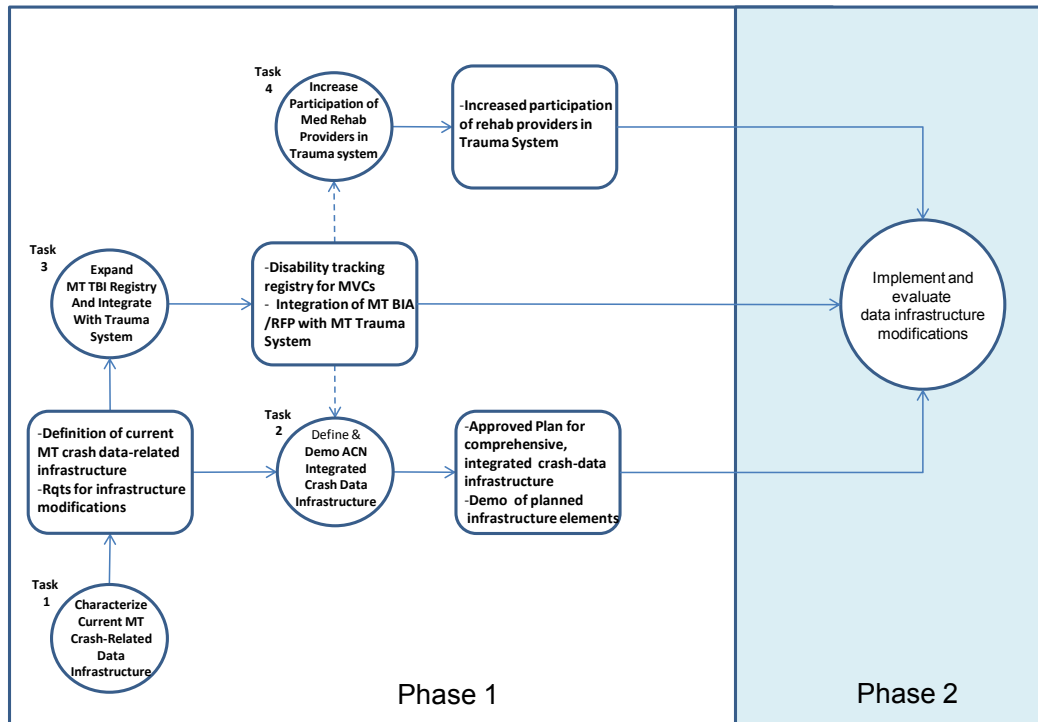 Task
4
Increase
Participation of
Med Rehab
Providers in
Trauma system
-Increased participation
of rehab providers in
Trauma System
Task
3
Expand
MT TBI Registry
And Integrate
With Trauma
System
-Disability tracking
registry for MVCs
- Integration of MT BIA
/RFP with MT Trauma
System
Implement and
evaluate
data infrastructure
modifications
-Definition of current
MT crash data-related
infrastructure
-Rqts for infrastructure
modifications
Task
2
Define &
Demo ACN
Integrated
Crash Data
Infrastructure
-Approved Plan for
comprehensive,
integrated crash-data
infrastructure
-Demo of planned
infrastructure elements
Task
1
Characterize
Current MT
Crash-Related
Data
Infrastructure
Phase 1
Phase 2